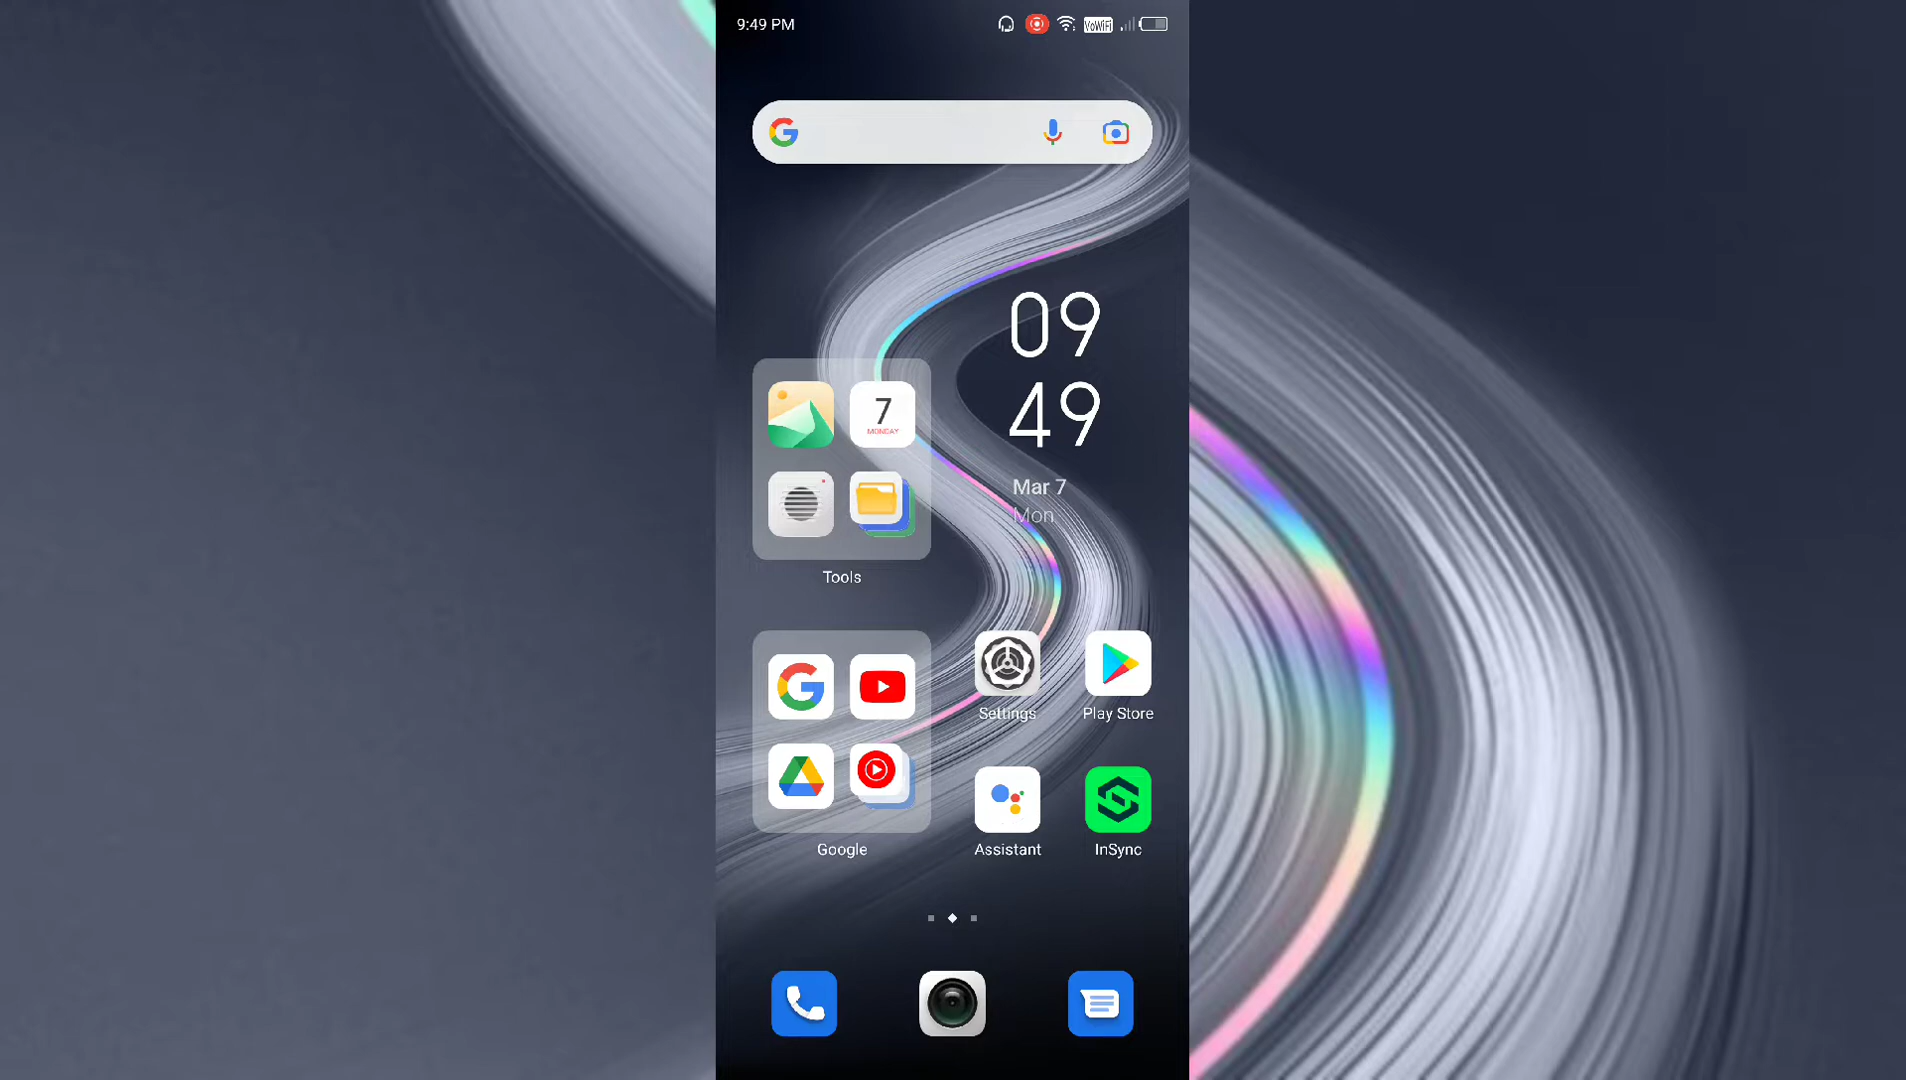 9:49 PM
VoWiFi
09
49
Mar 7
Mon
7
MONDAY
Tools
Settings
Play Store
Google
Assistant
InSync